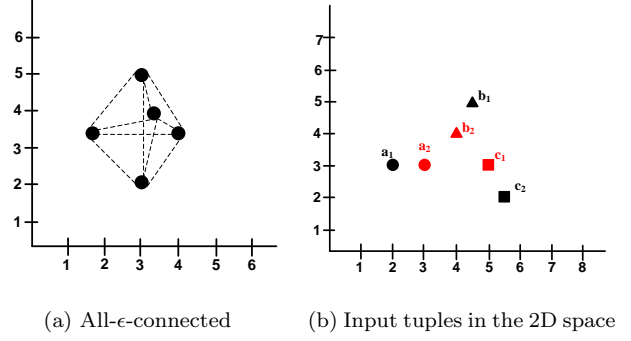 6
5
4
3
2
1
1 2 3 4 5 6
(a) All-ϵ-connected
7
6
5
4
3
2
1
b1
b2
a1
a2
c1
c2
1 2 3 4 5 6 7 8
(b) Input tuples in the 2D space